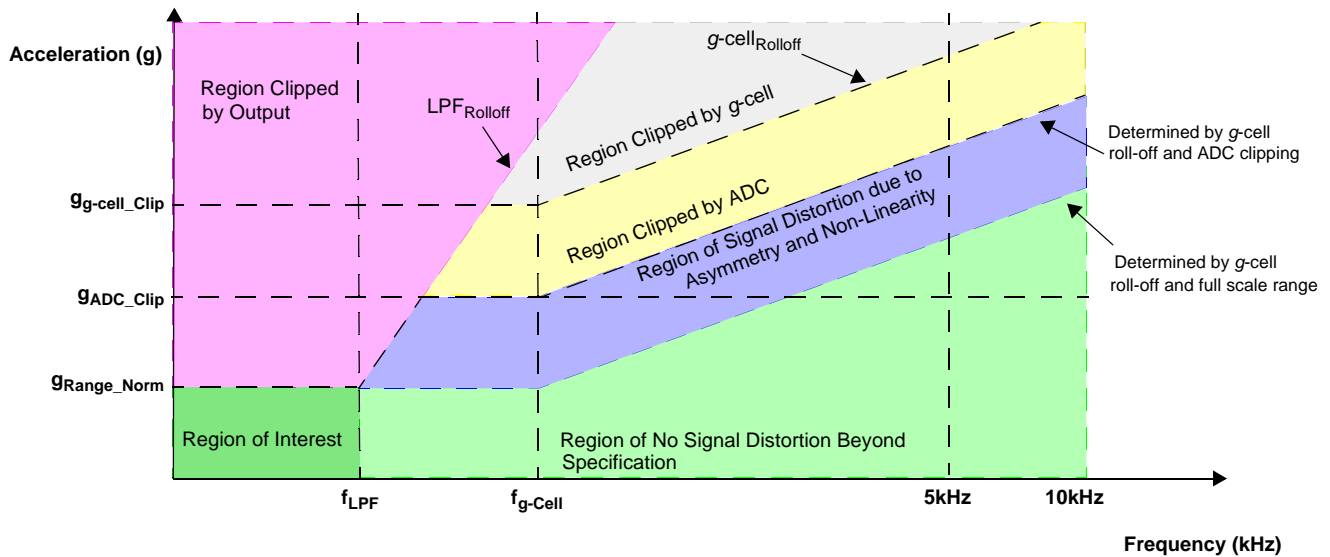 Acceleration (g)
Region Clipped
by Output
LPFRolloff
g-cellRolloff
Region Clipped by g-cell
Determined by g-cell
roll-off and ADC clipping
gg-cell_Clip
Region Clipped by ADC
Region of Signal Distortion due to
Asymmetry and Non-Linearity
Determined by g-cell
roll-off and full scale range
gADC_Clip
gRange_Norm
Region of Interest
Region of No Signal Distortion Beyond
Specification
fLPF
fg-Cell
5kHz
10kHz
Frequency (kHz)